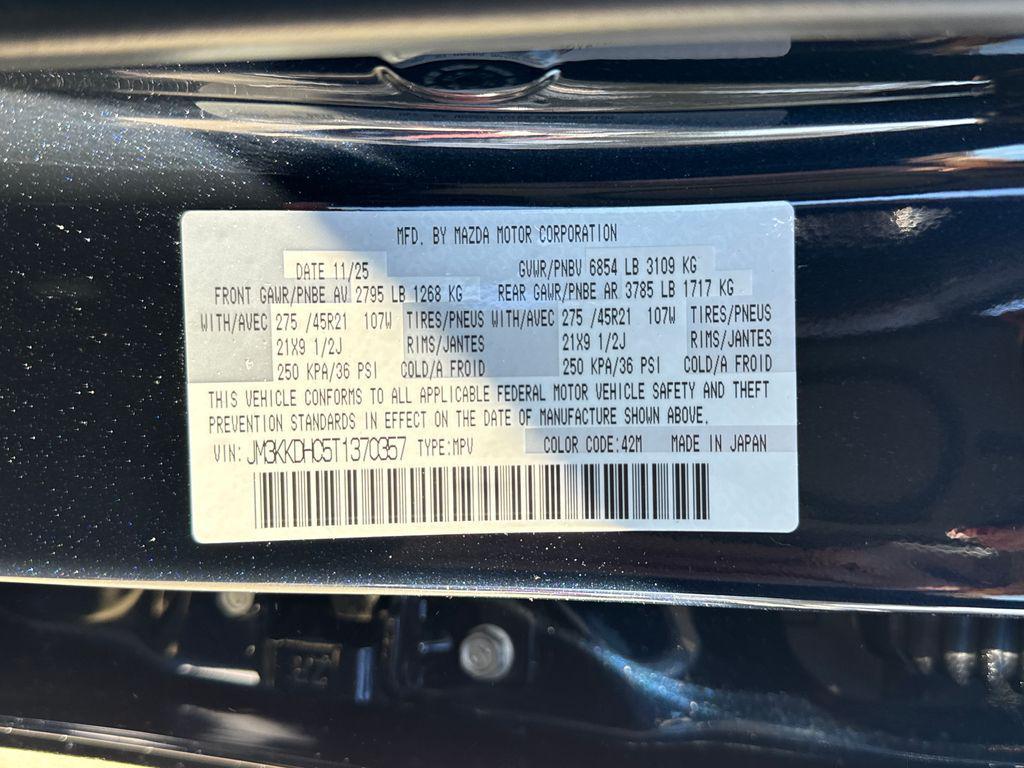 MFD. BY MAZDA MOTOR CORPORATION
DATE 11/25 GVWR/PNBV 6854 LB 3109 KG
FRONT GAWR/PNBE AV 2795 LB 1268 KG REAR GAWR/PNBE AR 3785 LB 1717 KG
WITH/AVEC 275 /45R21 107W TIRES/PNEUS WITH/AVEC 275 /45R21 107W TIRES/PNEUS
21X9 1/2J RIMS/JANTES 21X9 1/2J RIMS/JANTES
250 KPA/36 PSI COLD/A FROID 250 KPA/36 PSI COLD/A FROID
THIS VEHICLE CONFORMS TO ALL APPLICABLE FEDERAL MOTOR VEHICLE SAFETY AND THEFT
PREVENTION STANDARDS IN EFFECT ON THE DATE OF MANUFACTURE SHOWN ABOVE.
VIN: JM3KKDHC5T1370357 TYPE:MPV COLOR CODE:42M MADE IN JAPAN